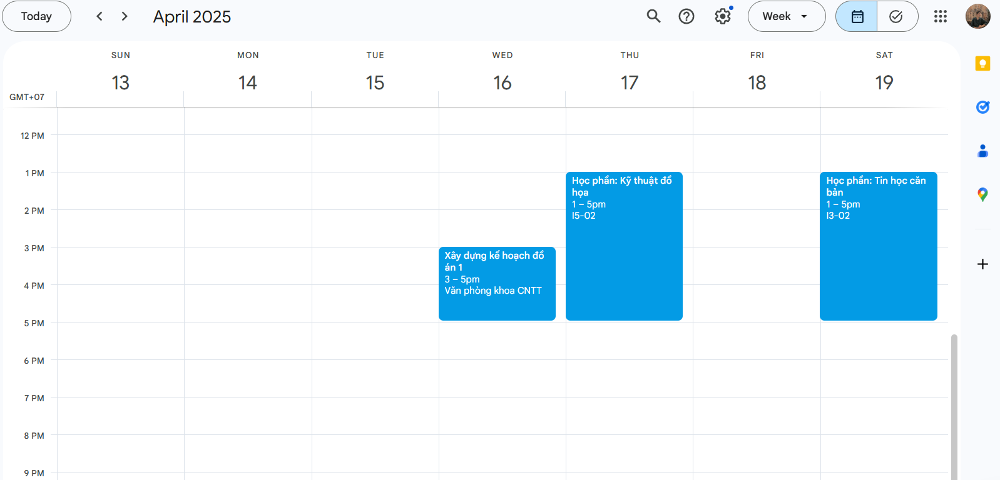 Today
April 2025
Week
SUN
MON
TUE
WED
THU
FRI
SAT
13
14
15
16
17
18
19
GMT+07
12 PM
1 PM
2 PM
3 PM
4 PM
5 PM
6 PM
7 PM
8 PM
9 PM
Xây dựng kế hoạch đồ
án 1
3 – 5pm
Văn phòng khoa CNTT
Học phần: Kỹ thuật đồ
họa
1 – 5pm
I5-02
Học phần: Tin học căn
bản
1 – 5pm
I3-02